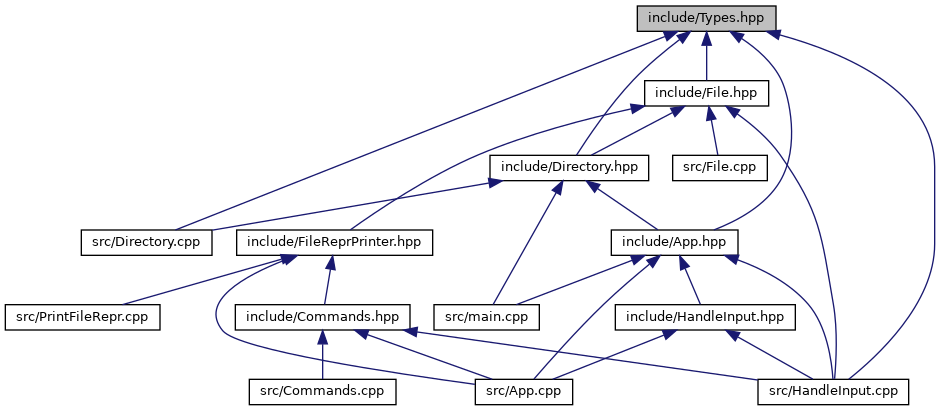 include/Types.hpp
include/File.hpp
include/Directory.hpp
src/File.cpp
src/Directory.cpp
include/FileReprPrinter.hpp
include/App.hpp
src/PrintFileRepr.cpp
include/Commands.hpp
src/main.cpp
include/HandleInput.hpp
src/Commands.cpp
src/App.cpp
src/HandleInput.cpp